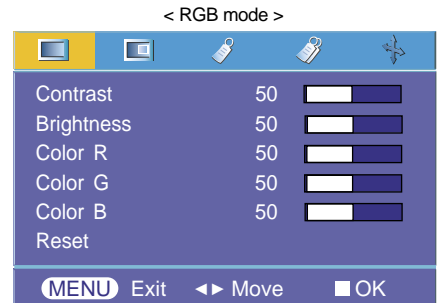 < RGB mode >
Contrast 50
Brightness 50
Color R 50
Color G 50
Color B 50
Reset
MENU Exit ◄► Move OK